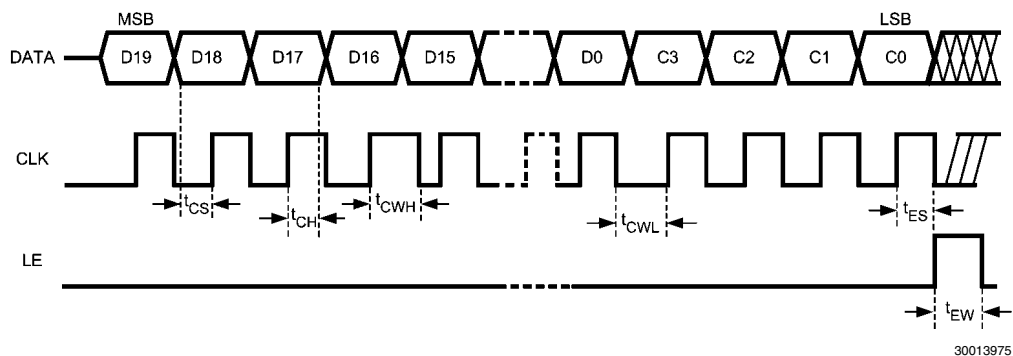 MSB LSB
DATA D19 D18 D17 D16 D15 D0 C3 C2 C1 C0
CLK
tCS tCH tCWH tCWL tES
LE
tEW
30013975